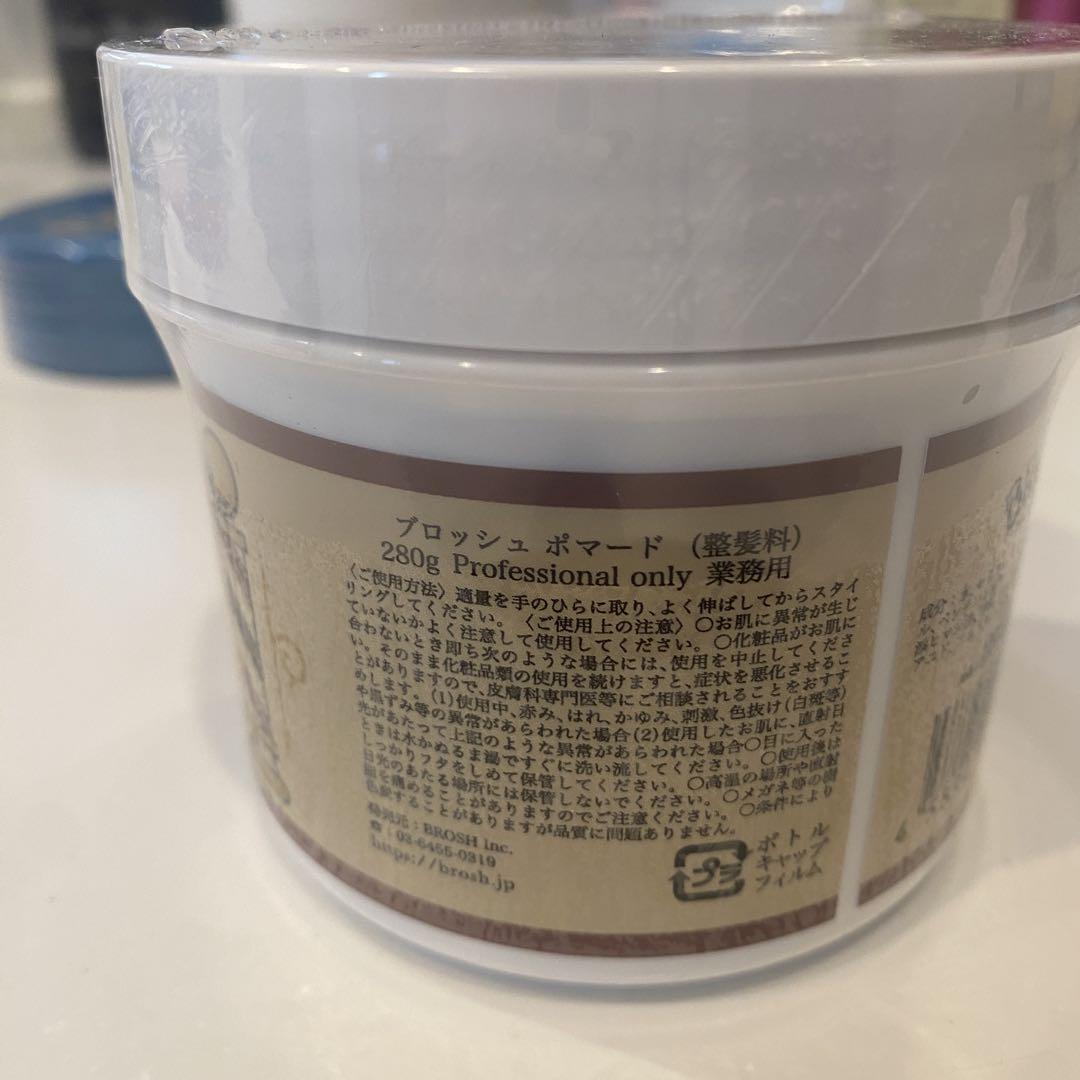 ブロッシュ ポマード (整髪料)
280g Professional only 業務用
〈ご使用方法〉適量を手のひらに取り、よく伸ばしてからスタイ
リングしてください。〈ご使用上の注意〉○お肌に異常が生じ
ていないかよく注意して使用してください。○化粧品がお肌に
合わないとき即ち次のような場合には、使用を中止してくださ
い。そのまま化粧品類の使用を続けますと、症状を悪化させるこ
とがありますので、皮膚科専門医等にご相談されることをおすす
めします。(1)使用中、赤み、はれ、かゆみ、刺激、色抜け(白斑等)
や黒ずみ等の異常があらわれた場合(2)使用したお肌に、直射日
光があたって上記のような異常があらわれた場合○目に入った
ときは水かぬるま湯ですぐに洗い流してください。○使用後は
しっかりフタをしめて保管してください。○高温の場所や直射
日光のあたる場所には保管しないでください。○メガネ等の樹
脂を痛めることがありますのでご注意ください。○条件により
色変することがありますが品質に問題ありません。
発売元：BROSH inc.
☎：03-6455-0319
https://brosh.jp
プラ
ボトル
キャップ
フィルム
成分：水